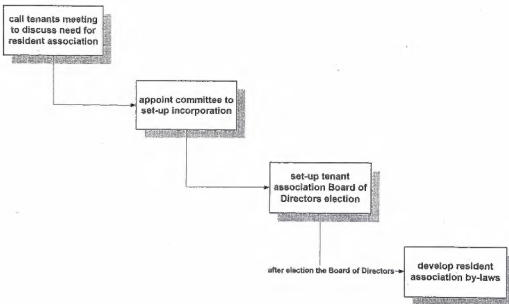 call tenants meeting
to discuss need for
resident association
appoint committee to
set-up incorporation
set-up tenant
association Board of
Directors election
after election the Board of Directors
develop resident
association by-laws